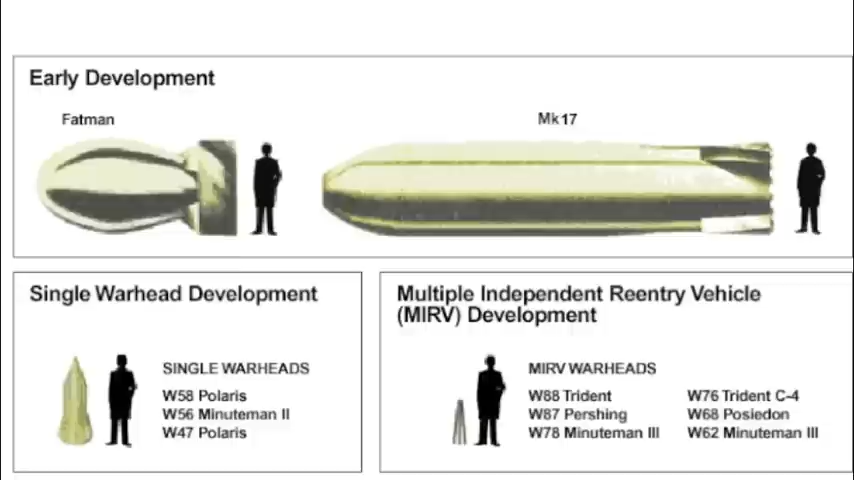 Early Development
Fatman
Mk17
Single Warhead Development
SINGLE WARHEADS
W58 Polaris
W56 Minuteman II
W47 Polaris
Multiple Independent Reentry Vehicle
(MIRV) Development
MIRV WARHEADS
W88 Trident
W87 Pershing
W78 Minuteman III
W76 Trident C-4
W68 Posiedon
W62 Minuteman III